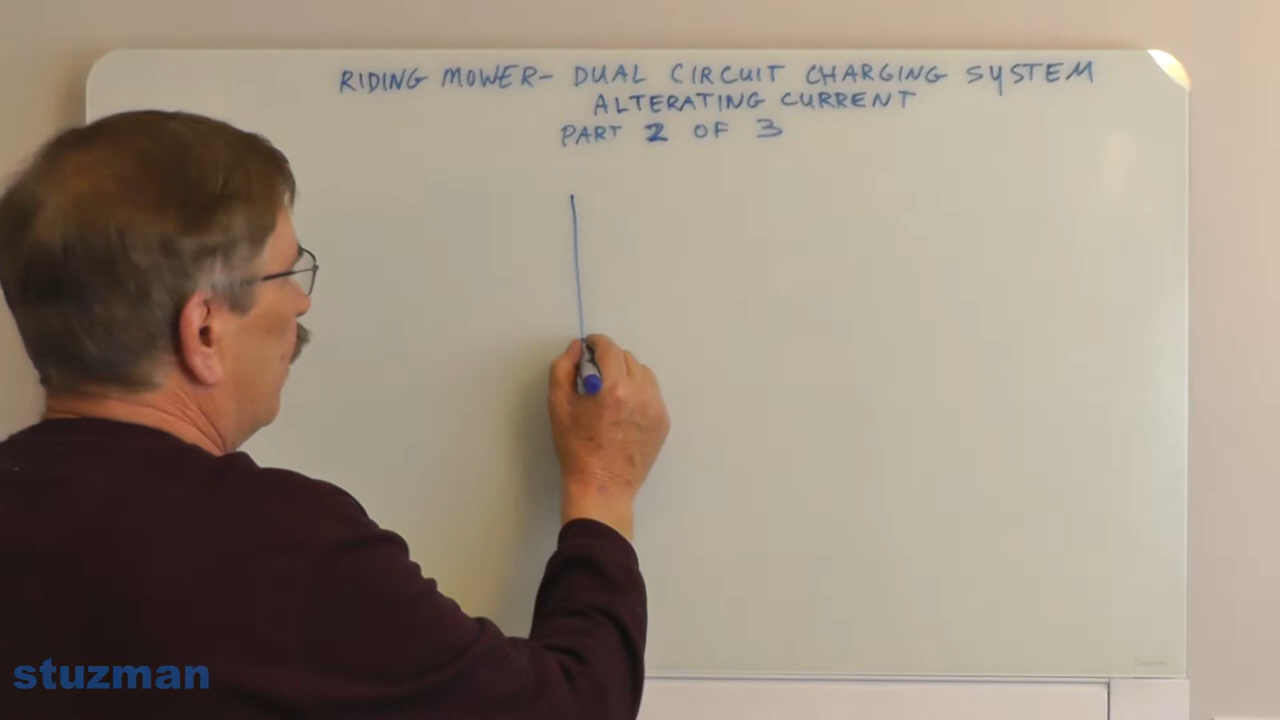 RIDING MOWER- DUAL CIRCUIT CHARGING SYSTEM
ALTERATING CURRENT
PART 2 OF 3
stuzman